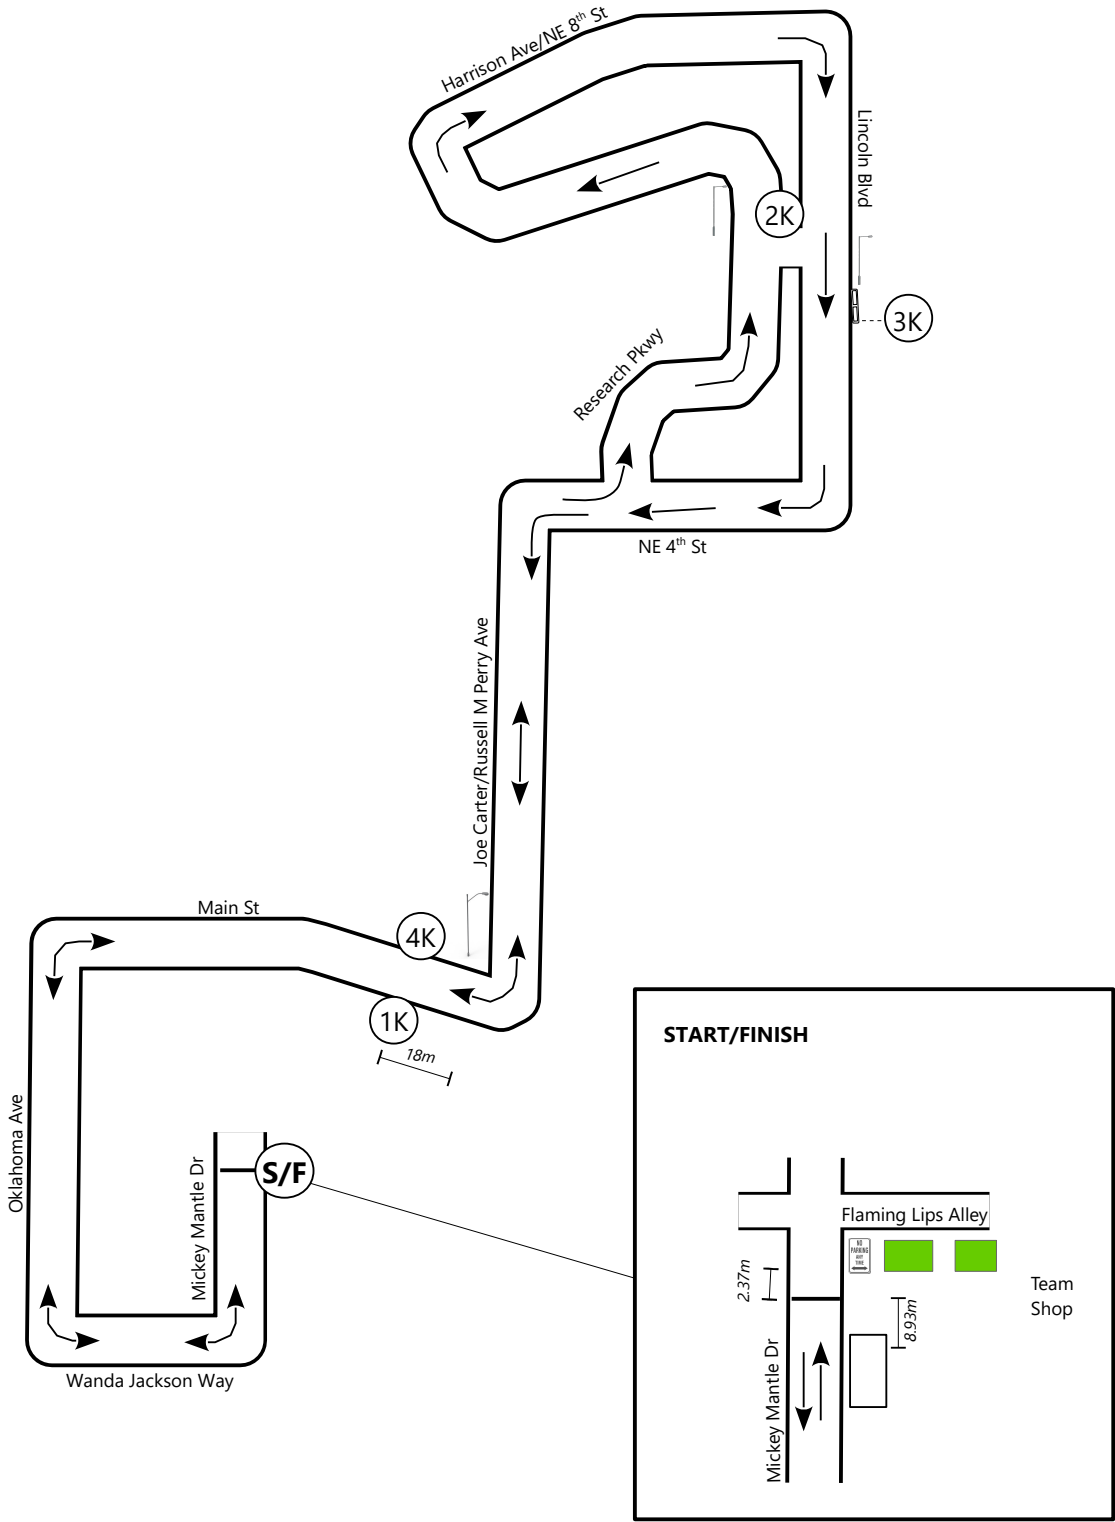 Harrison Ave/NE 8th St
Lincoln Blvd
2K
3K
Research Pkwy
NE 4th St
Joe Carter/Russell M Perry Ave
Main St
4K
1K
18m
Oklahoma Ave
Mickey Mantle Dr
S/F
Wanda Jackson Way
START/FINISH
Flaming Lips Alley
NO
PARKING
ANY
TIME
2.37m
Team
Shop
8.93m
Mickey Mantle Dr